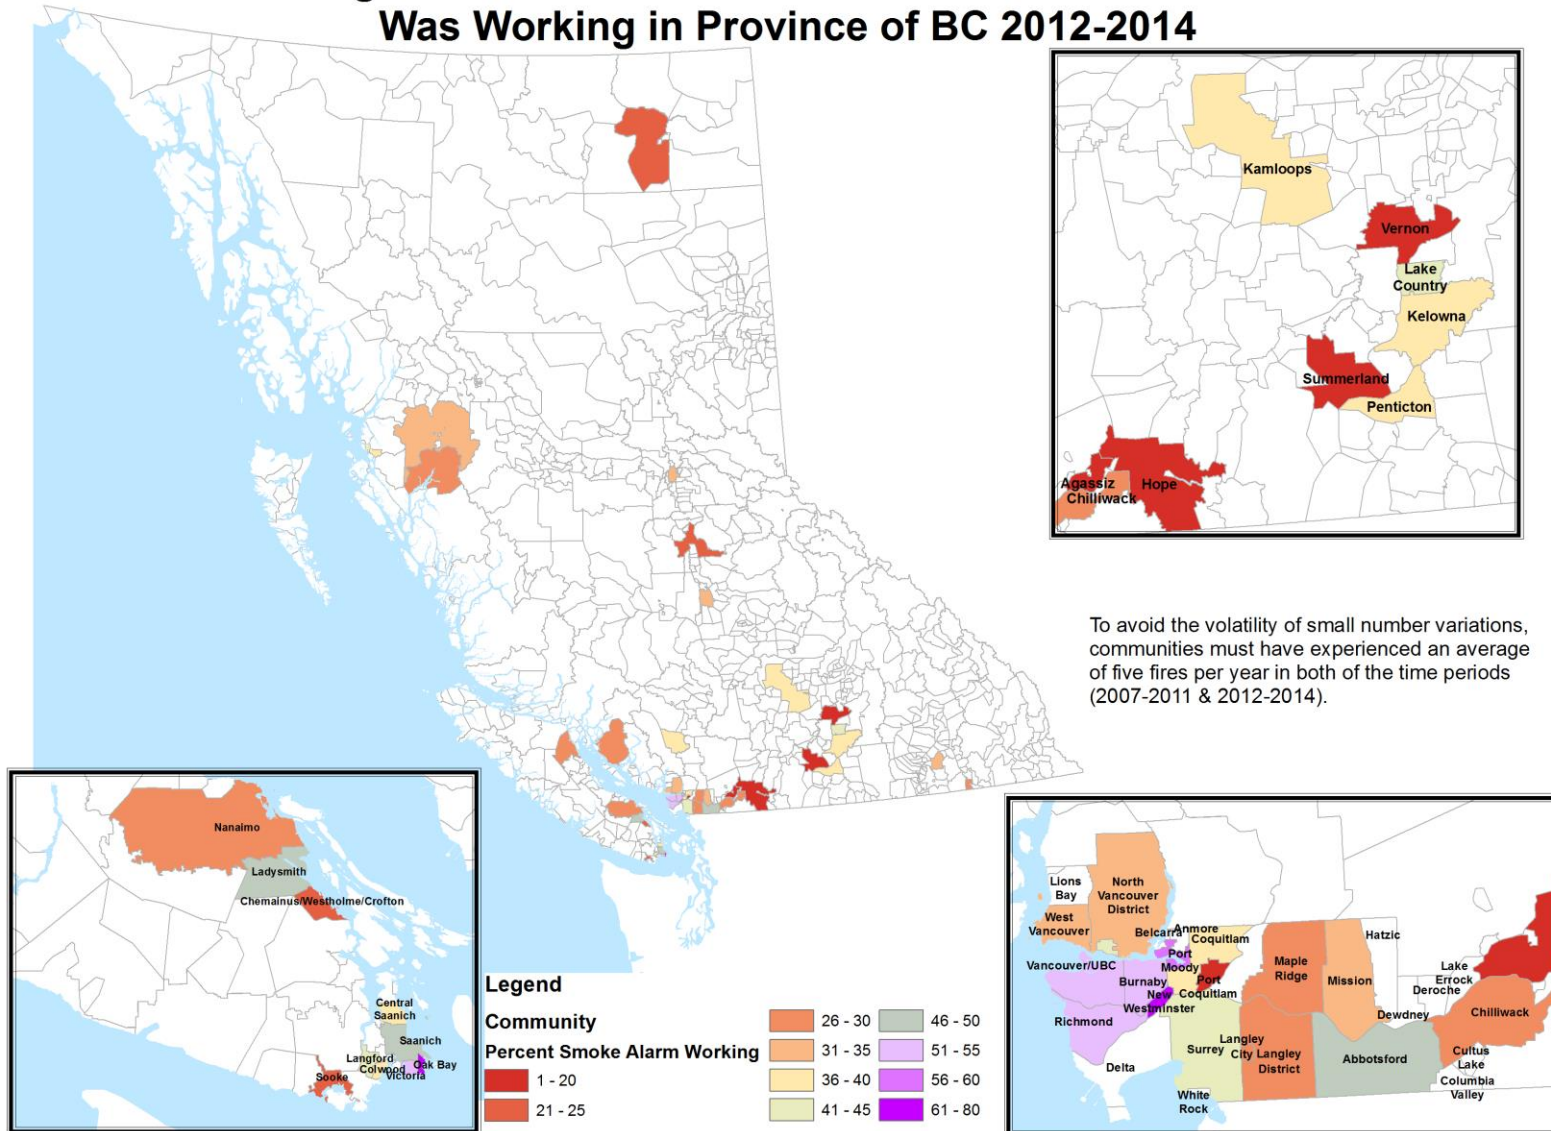 Was Working in Province of BC 2012-2014
Kamloops
Vernon
Lake
Country
Kelowna
Summerland
Penticton
Agassiz
Hope
Chilliwack
To avoid the volatility of small number variations,
communities must have experienced an average
of five fires per year in both of the time periods
(2007-2011 & 2012-2014).
Nanaimo
Ladysmith
Chemainus/Westholme/Crofton
Central
Saanich
Saanich
Langford
Oak Bay
Colwood
Victoria
Sooke
Legend
Community
Percent Smoke Alarm Working
1 - 20
21 - 25
26 - 30
31 - 35
36 - 40
41 - 45
46 - 50
51 - 55
56 - 60
61 - 80
Lions
Bay
North
Vancouver
District
West
Vancouver
Belcarra
Anmore
Coquitlam
Hatzic
Vancouver/UBC
Port
Moody
Maple
Ridge
Lake
Errock
Burnaby
Port
Coquitlam
Mission
Deroche
New
Westminster
Richmond
Dewdney
Chilliwack
Surrey
Langley
City
Langley
District
Abbotsford
Cultus
Lake
Delta
Columbia
Valley
White
Rock